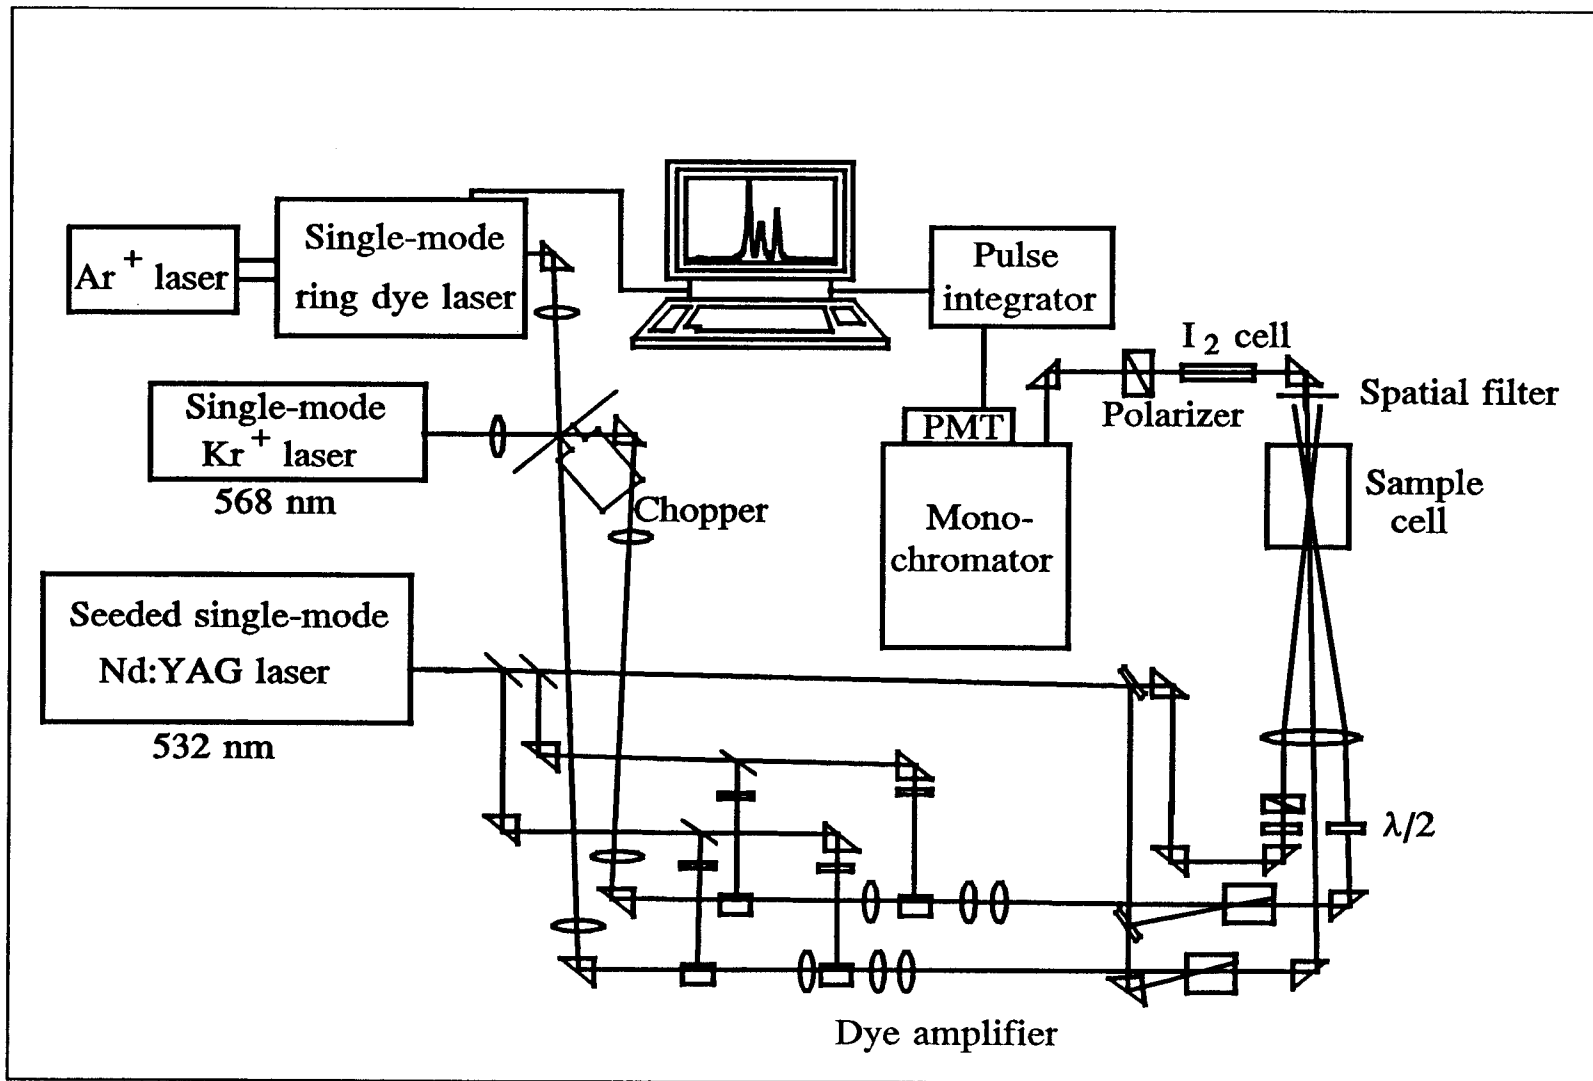 Ar+ laser
Single-mode
ring dye laser
Pulse
integrator
I2 cell
Spatial filter
Polarizer
Single-mode
Kr+ laser
568 nm
PMT
Chopper
Mono-
chromator
Sample
cell
Seeded single-mode
Nd:YAG laser
532 nm
λ/2
Dye amplifier